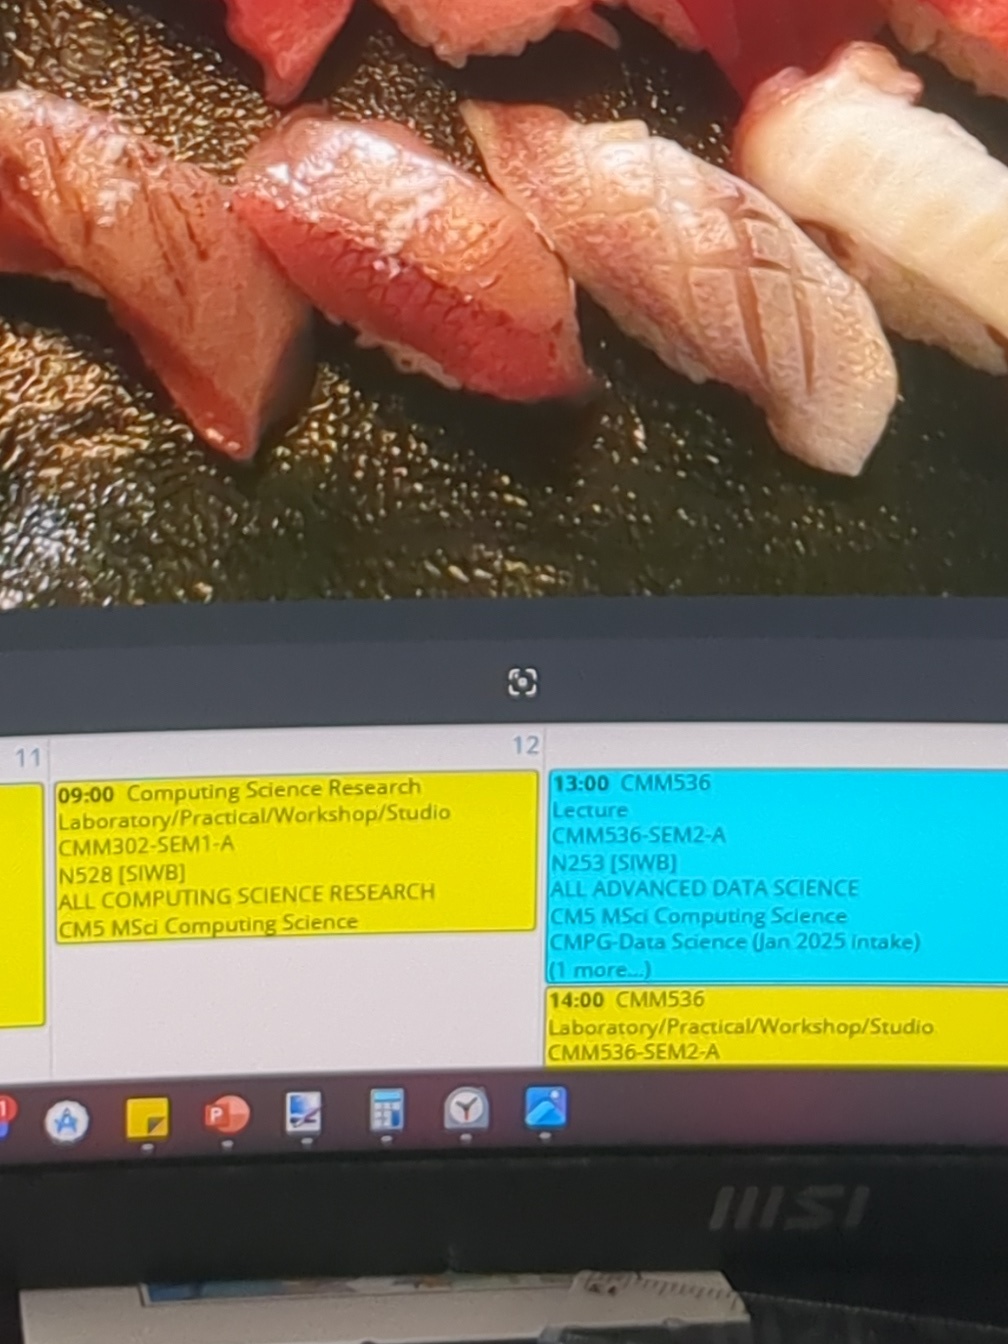 11
12
09:00 Computing Science Research
Laboratory/Practical/Workshop/Studio
CMM302-SEM1-A
N528 [SIWB]
ALL COMPUTING SCIENCE RESEARCH
CM5 MSci Computing Science
13:00 CMM536
Lecture
CMM536-SEM2-A
N253 [SIWB]
ALL ADVANCED DATA SCIENCE
CM5 MSci Computing Science
CMPG-Data Science (Jan 2025 intake)
(1 more...)
14:00 CMM536
Laboratory/Practical/Workshop/Studio
CMM536-SEM2-A
1
P
msi